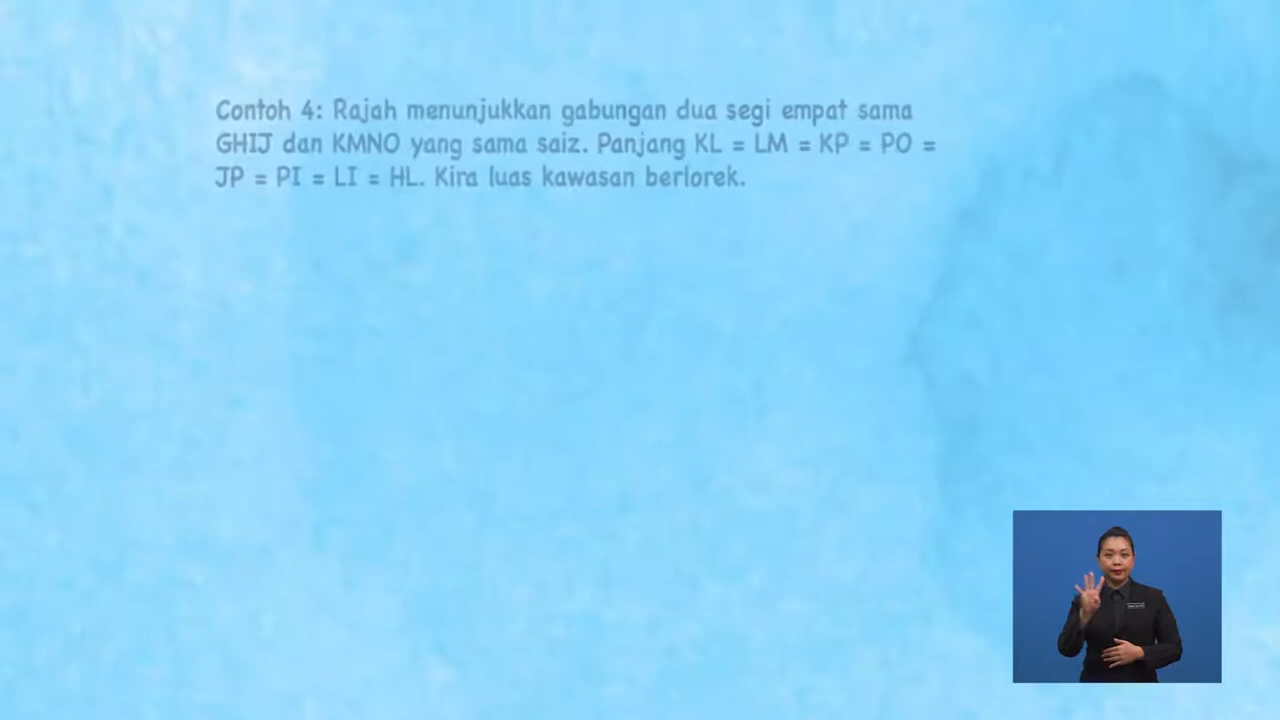 Contoh 4: Rajah menunjukkan gabungan dua segi empat sama
GHIJ dan KMNO yang sama saiz. Panjang KL = LM = KP = PO =
JP = PI = LI = HL. Kira luas kawasan berlorek.